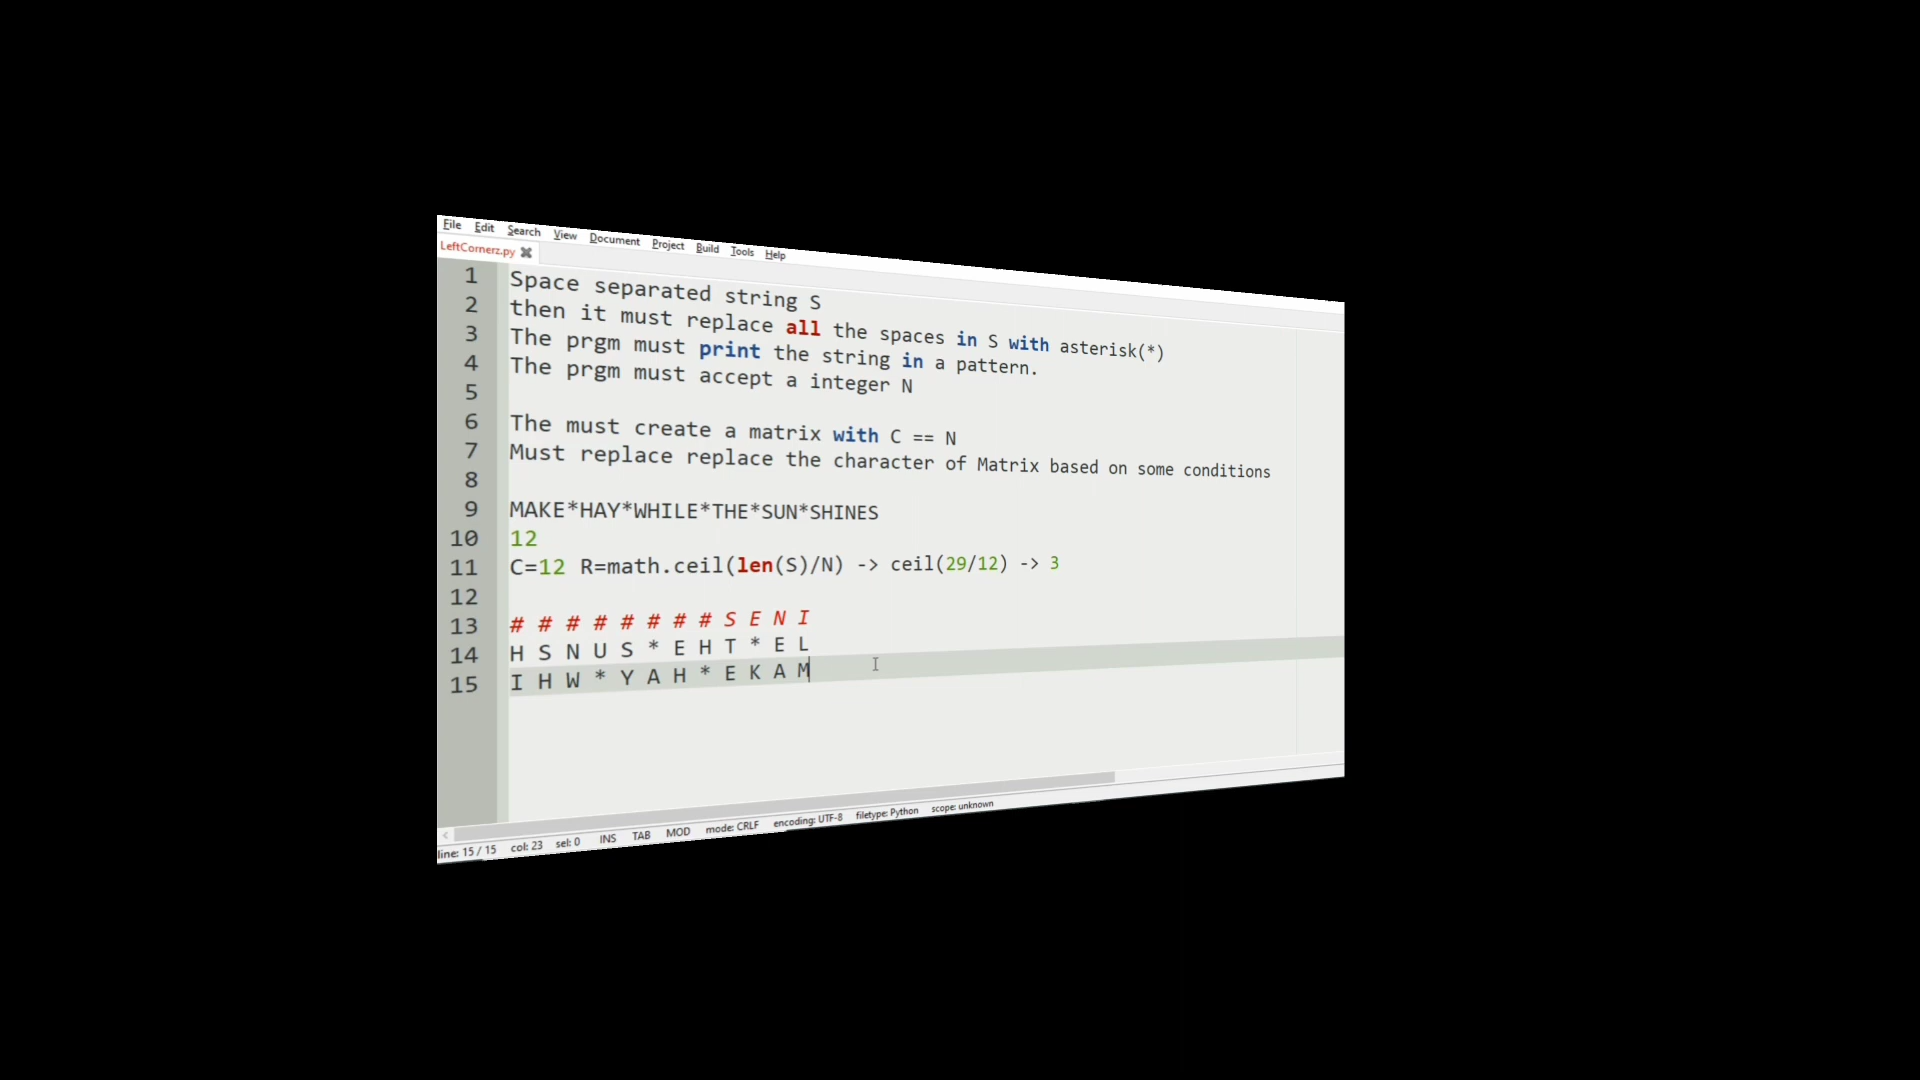 File Edit Search View Document Project Build Tools Help
LeftCornerz.py
1 Space separated string S
2 then it must replace all the spaces in S with asterisk(*)
3 The prgm must print the string in a pattern.
4 The prgm must accept a integer N
5
6 The must create a matrix with C == N
7 Must replace replace the character of Matrix based on some conditions
8
9 MAKE*HAY*WHILE*THE*SUN*SHINES
10 12
11 C=12 R=math.ceil(len(S)/N) -> ceil(29/12) -> 3
12
13 # # # # # # # # S E N I
14 H S N U S * E H T * E L
15 I H W * Y A H * E K A M
line: 15 / 15 col: 23 sel: 0 INS TAB MOD mode: CRLF encoding: UTF-8 filetype: Python scope: unknown